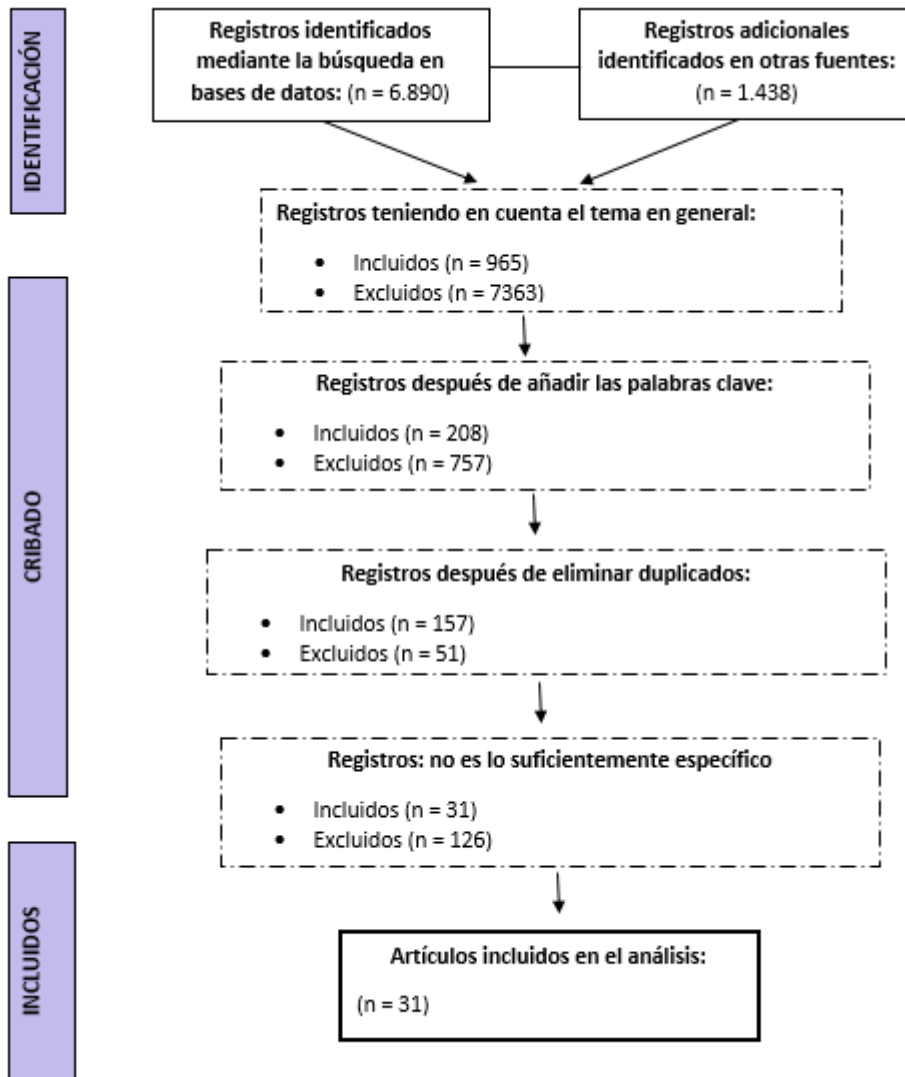 IDENTIFICACIÓN
Registros identificados
mediante la búsqueda en
bases de datos: (n = 6.890)
Registros adicionales
identificados en otras fuentes:
(n = 1.438)
Registros teniendo en cuenta el tema en general:
• Incluidos (n = 965)
• Excluidos (n = 7363)
CRIBADO
Registros después de añadir las palabras clave:
• Incluidos (n = 208)
• Excluidos (n = 757)
Registros después de eliminar duplicados:
• Incluidos (n = 157)
• Excluidos (n = 51)
Registros: no es lo suficientemente específico
• Incluidos (n = 31)
• Excluidos (n = 126)
INCLUIDOS
Artículos incluidos en el análisis:
(n = 31)